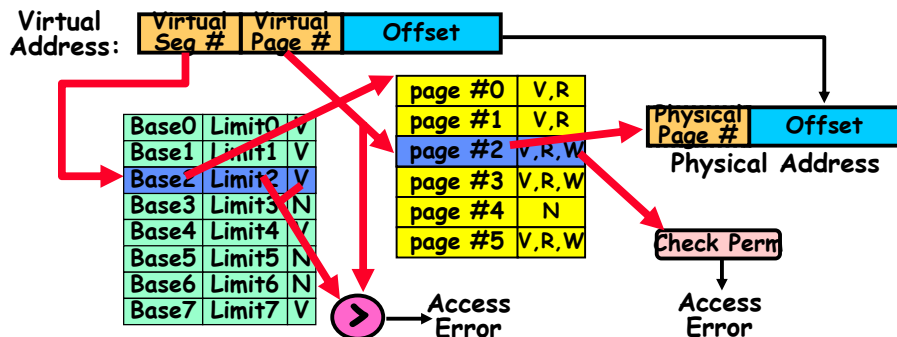 Virtual Address:
Virtual Seg #
Virtual Page #
Offset
page #0 V,R
page #1 V,R
page #2 V,R,W
page #3 V,R,W
page #4 N
page #5 V,R,W
Physical Page #
Offset
Physical Address
Base0 Limit0 V
Base1 Limit1 V
Base2 Limit2 V
Base3 Limit3 N
Base4 Limit4 V
Base5 Limit5 N
Base6 Limit6 N
Base7 Limit7 V
>
Access
Error
Check Perm
Access
Error